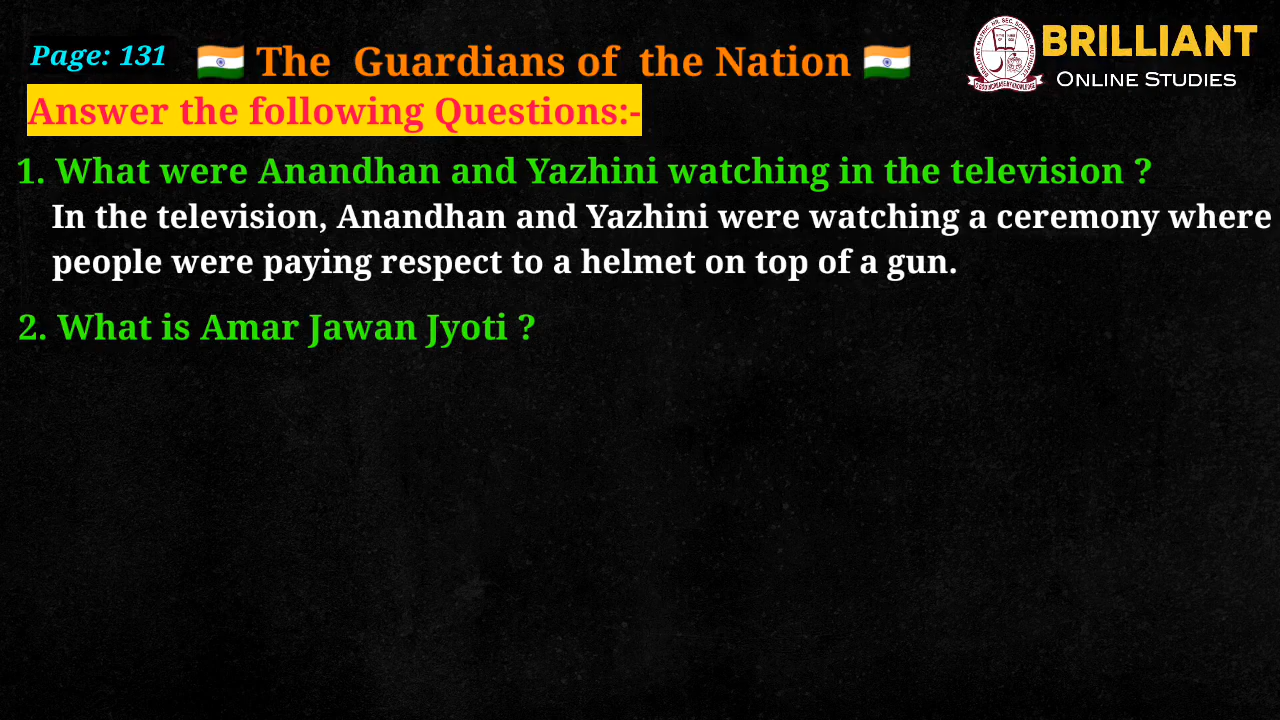 Page: 131
🇮🇳 The Guardians of the Nation 🇮🇳
BRILLIANT
ONLINE STUDIES
Answer the following Questions:-
1. What were Anandhan and Yazhini watching in the television ?
In the television, Anandhan and Yazhini were watching a ceremony where
people were paying respect to a helmet on top of a gun.
2. What is Amar Jawan Jyoti ?